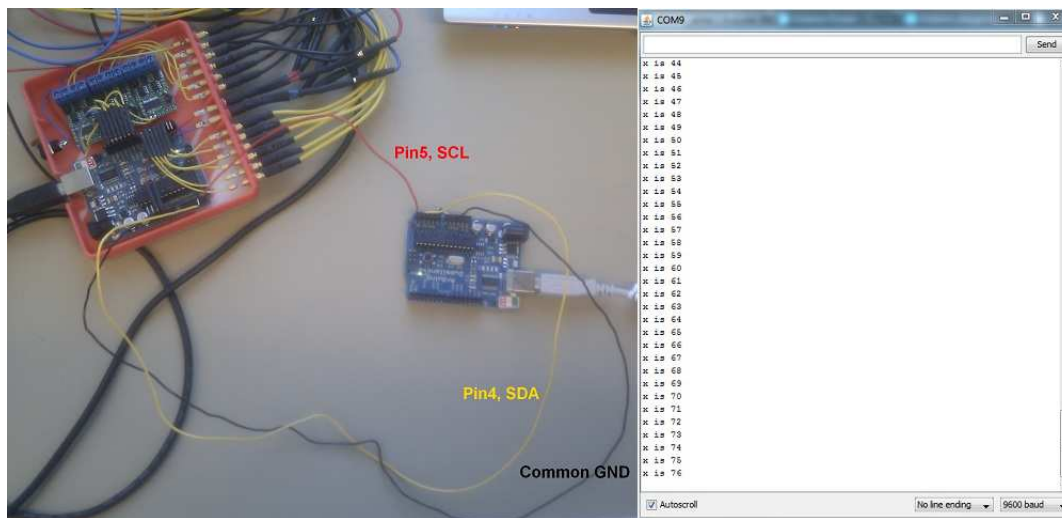 Pin5, SCL
Pin4, SDA
Common GND
COM9
Send
x is 44
x is 45
x is 46
x is 47
x is 48
x is 49
x is 50
x is 51
x is 52
x is 53
x is 54
x is 55
x is 56
x is 57
x is 58
x is 59
x is 60
x is 61
x is 62
x is 63
x is 64
x is 65
x is 66
x is 67
x is 68
x is 69
x is 70
x is 71
x is 72
x is 73
x is 74
x is 75
x is 76
Autoscroll
No line ending
9600 baud